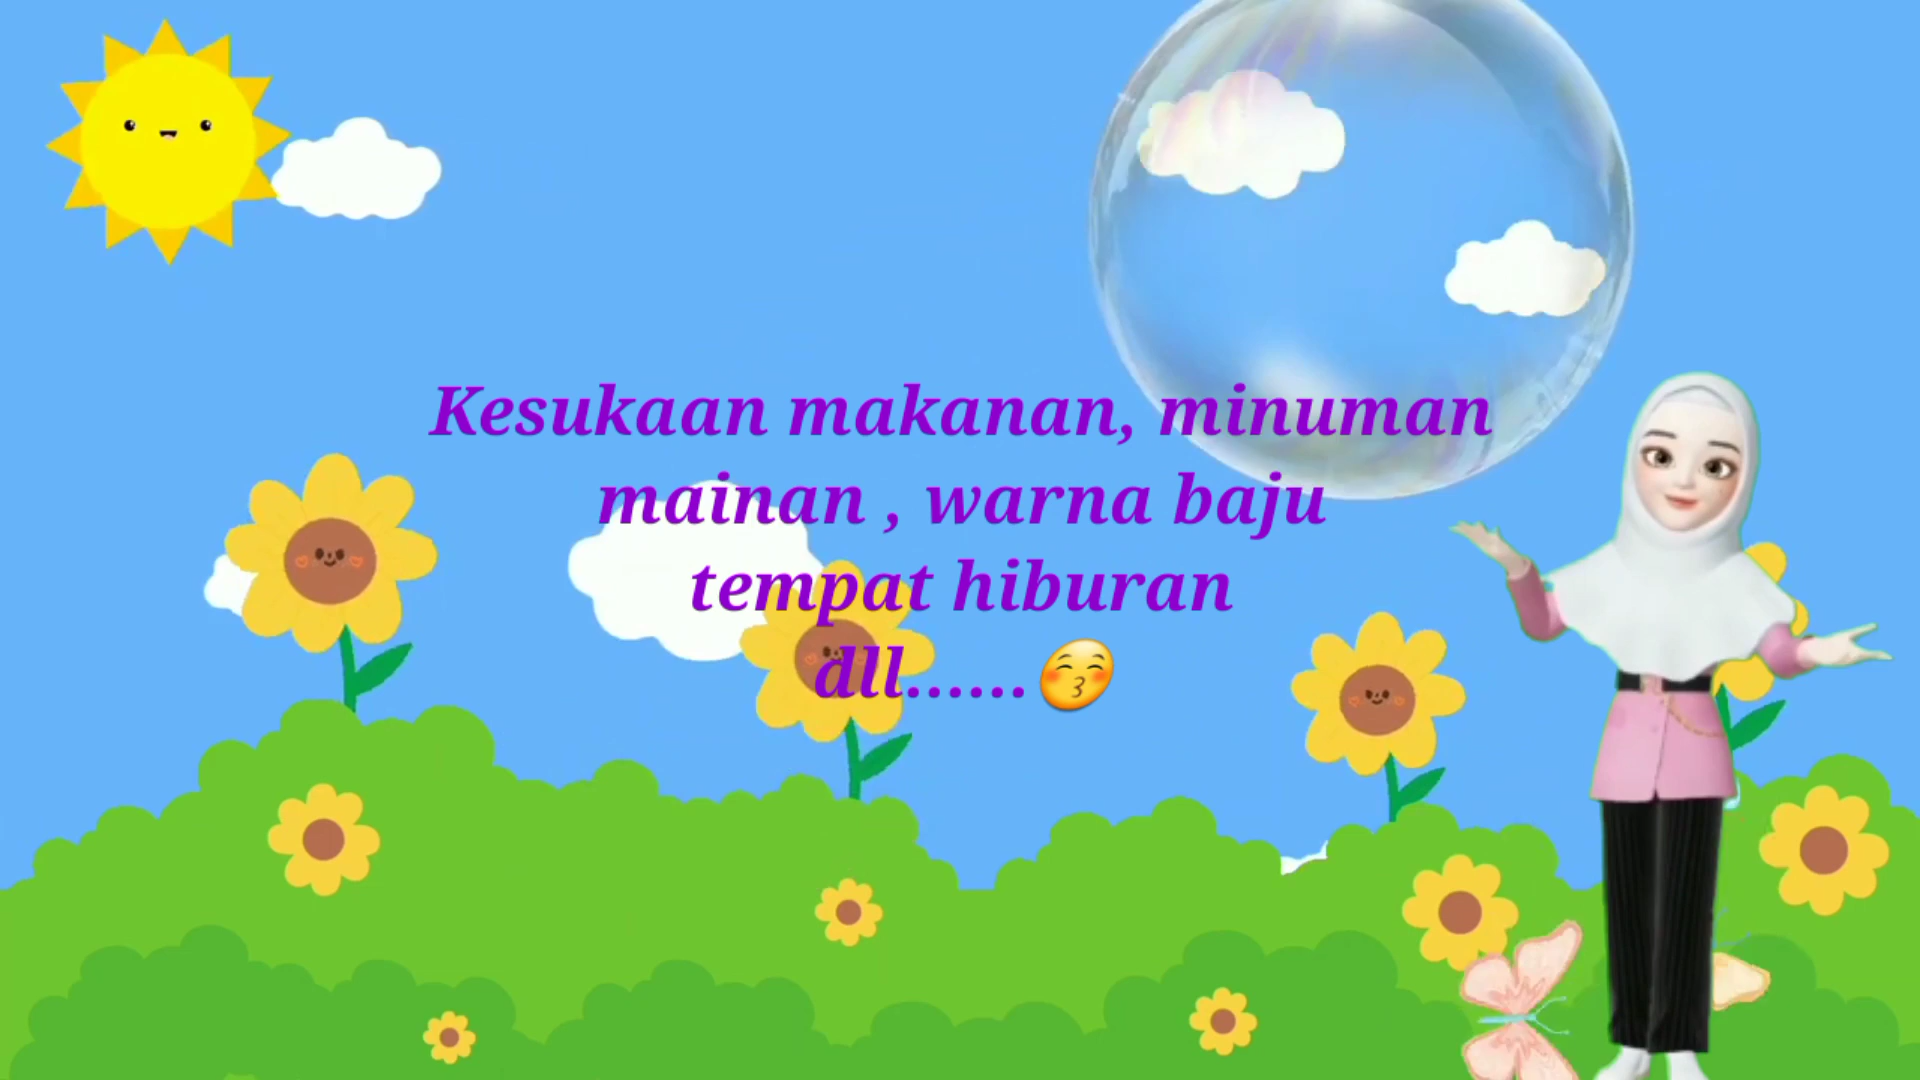 Kesukaan makanan, minuman
mainan , warna baju
tempat hiburan
dll......😚